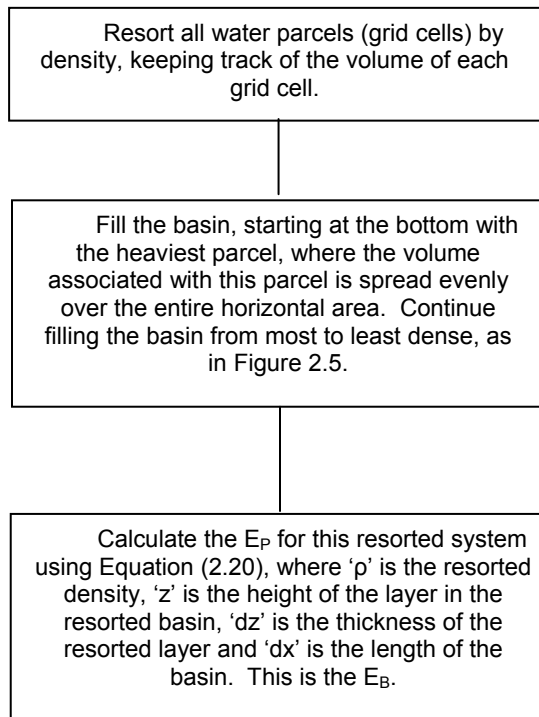 Resort all water parcels (grid cells) by
density, keeping track of the volume of each
grid cell.
Fill the basin, starting at the bottom with
the heaviest parcel, where the volume
associated with this parcel is spread evenly
over the entire horizontal area. Continue
filling the basin from most to least dense, as
in Figure 2.5.
Calculate the E_P for this resorted system
using Equation (2.20), where ‘ρ’ is the resorted
density, ‘z’ is the height of the layer in the
resorted basin, ‘dz’ is the thickness of the
resorted layer and ‘dx’ is the length of the
basin. This is the E_B.